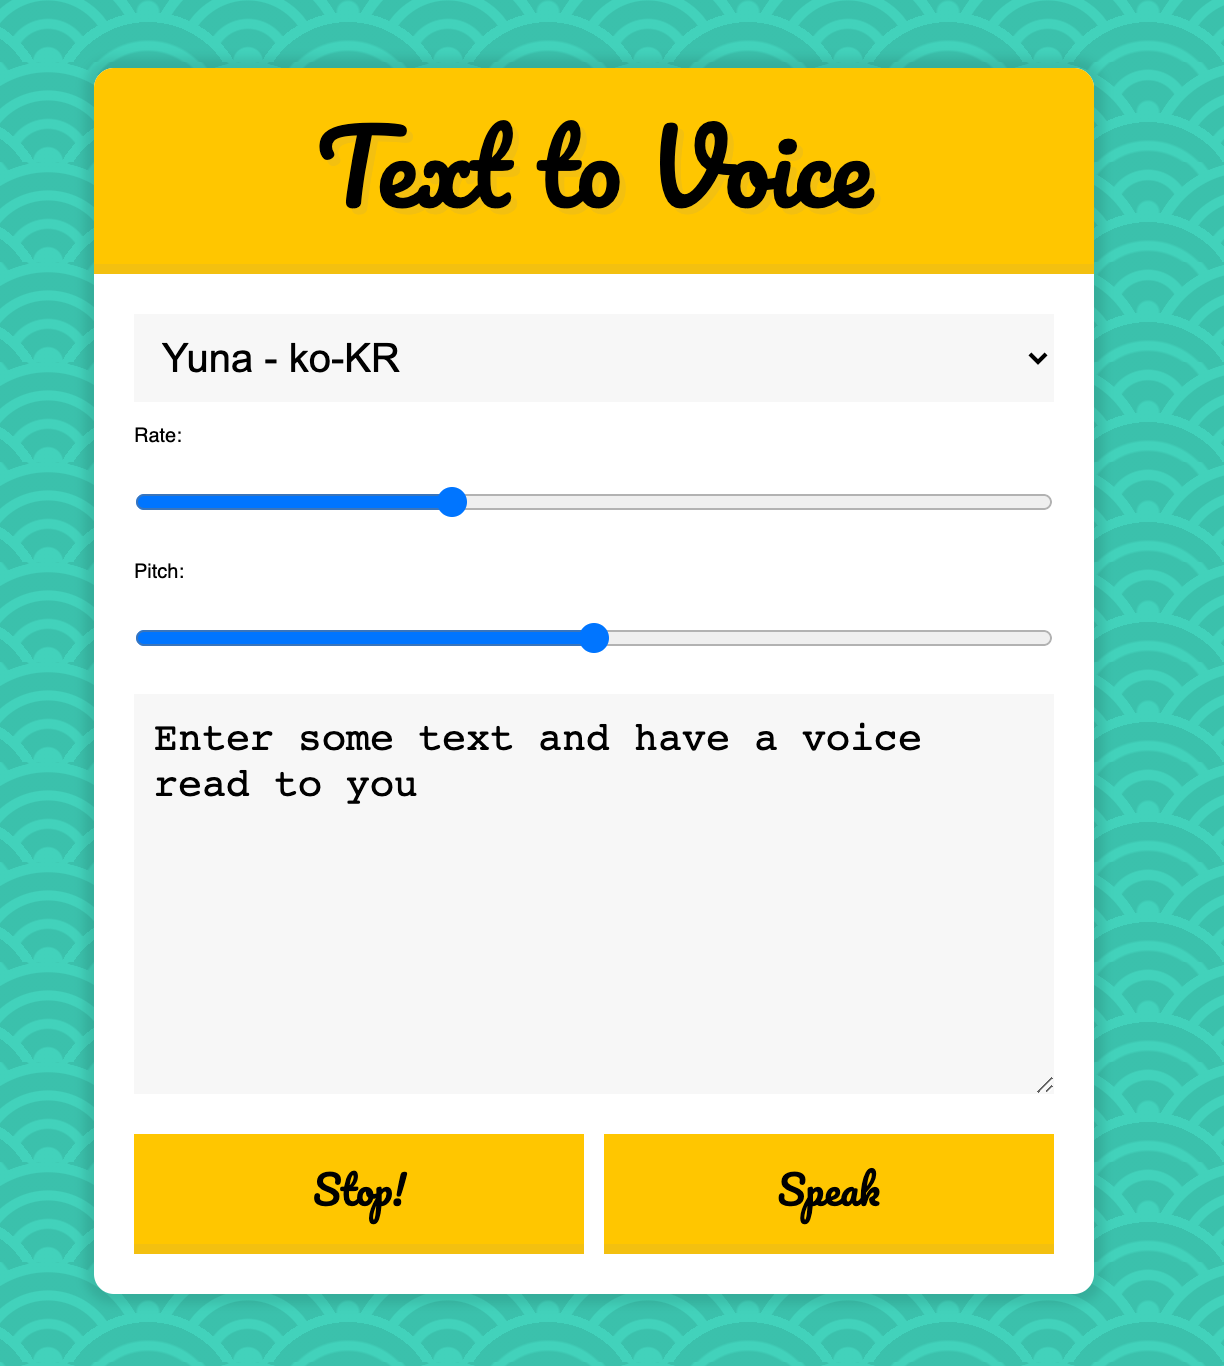 Text to Voice
Yuna - ko-KR
Rate:
Pitch:
Enter some text and have a voice
read to you
Stop!
Speak